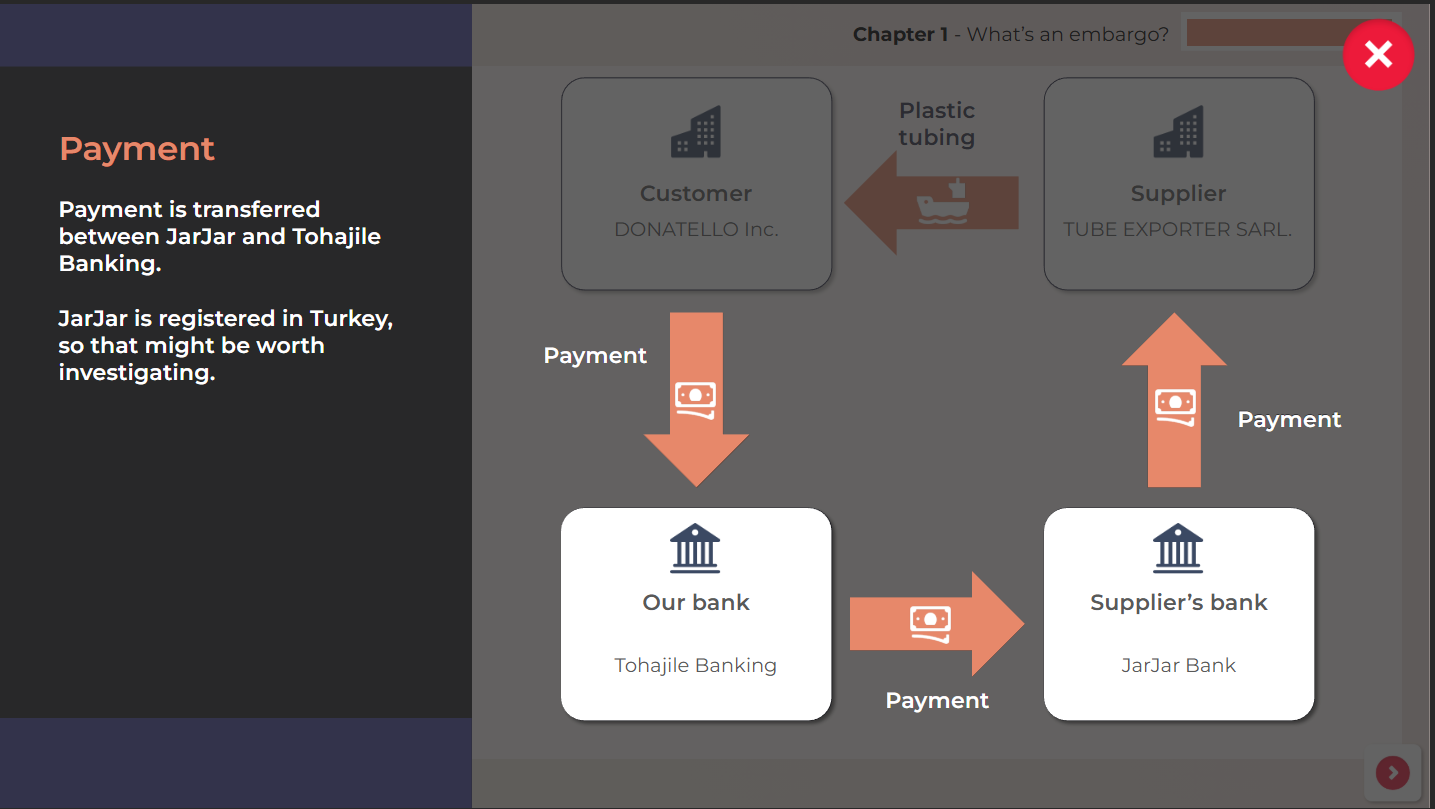 Chapter 1 - What's an embargo?
Payment
Payment is transferred
between JarJar and Tohajile
Banking.
JarJar is registered in Turkey,
so that might be worth
investigating.
Customer
DONATELLO Inc.
Plastic
tubing
Supplier
TUBE EXPORTER SARL.
Payment
Payment
Our bank
Tohajile Banking
Payment
Supplier's bank
JarJar Bank